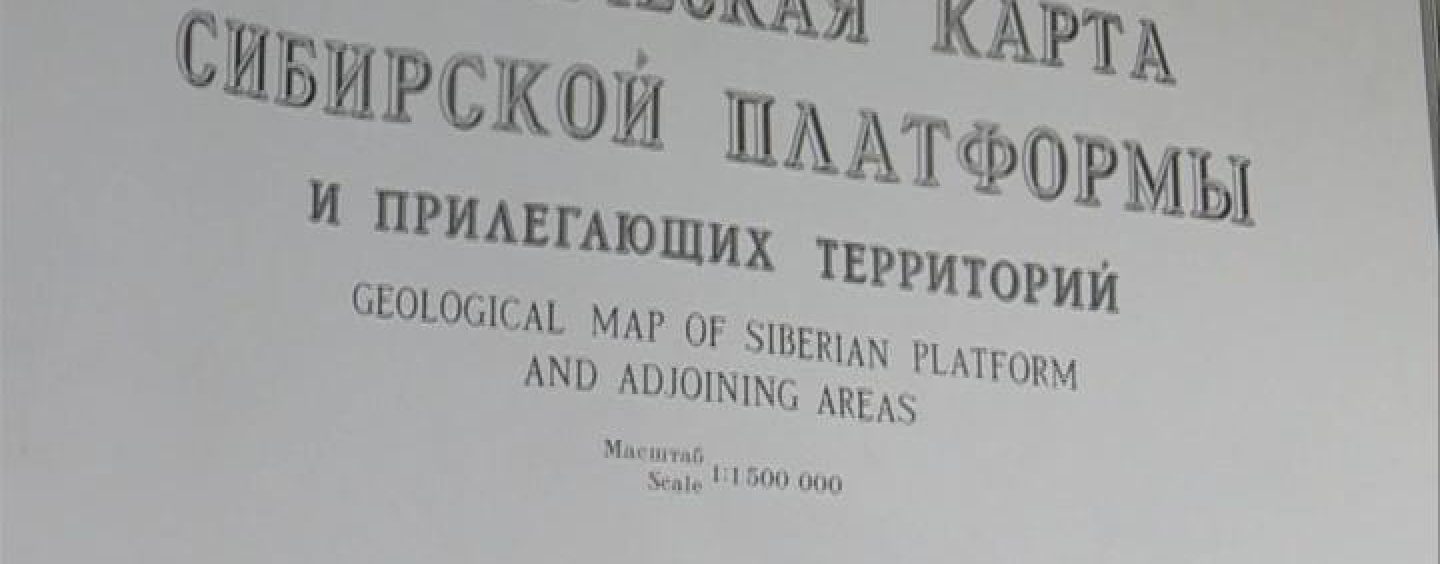 КАРТА
СИБИРСКОЙ ПЛАТФОРМЫ
И ПРИЛЕГАЮЩИХ ТЕРРИТОРИЙ
GEOLOGICAL MAP OF SIBERIAN PLATFORM
AND ADJOINING AREAS
Масштаб
Scale 1:1 500 000